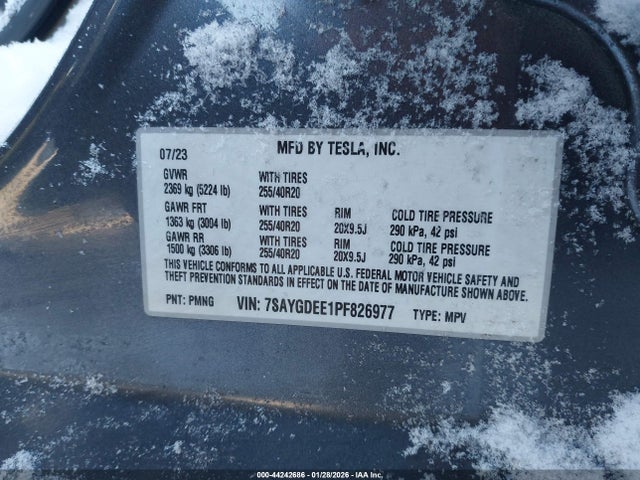 07/23 MFD BY TESLA, INC.
GVWR WITH TIRES
2369 kg (5224 lb) 255/40R20
GAWR FRT WITH TIRES RIM COLD TIRE PRESSURE
1363 kg (3004 lb) 255/40R20 20X9.5J 290 kPa, 42 psi
GAWR RR WITH TIRES RIM COLD TIRE PRESSURE
1500 kg (3306 lb) 255/40R20 20X9.5J 290 kPa, 42 psi
THIS VEHICLE CONFORMS TO ALL APPLICABLE U.S. FEDERAL MOTOR VEHICLE SAFETY AND
THEFT PREVENTION STANDARDS IN EFFECT ON THE DATE OF MANUFACTURE SHOWN ABOVE.
PNT: PMNG VIN: 7SAYGDEE1PF826977 TYPE: MPV
000-44242686 - 01/28/2026 - IAA INC.